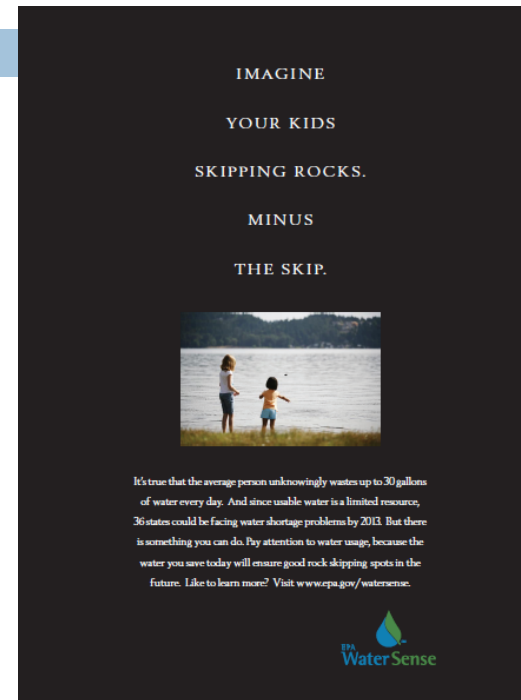 IMAGINE
YOUR KIDS
SKIPPING ROCKS.
MINUS
THE SKIP.
It's true that the average person unknowingly wastes up to 30 gallons
of water every day. And since usable water is a limited resource,
36 states could be facing water shortage problems by 2013. But there
is something you can do. Pay attention to water usage, because the
water you save today will ensure good rock skipping spots in the
future. Like to learn more? Visit www.epa.gov/watersense.
EPA
WaterSense